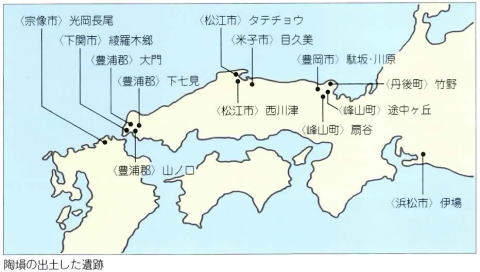 〈宗像市〉光岡長尾
〈下関市〉綾羅木郷
〈豊浦郡〉大門
〈豊浦郡〉下七見
〈松江市〉タテチョウ
〈米子市〉目久美
〈豊岡市〉駄坂・川原
〈丹後町〉竹野
〈松江市〉西川津
〈峰山町〉途中ヶ丘
〈峰山町〉扇谷
〈豊浦郡〉山ノ口
〈浜松市〉伊場
陶塤の出土した遺跡